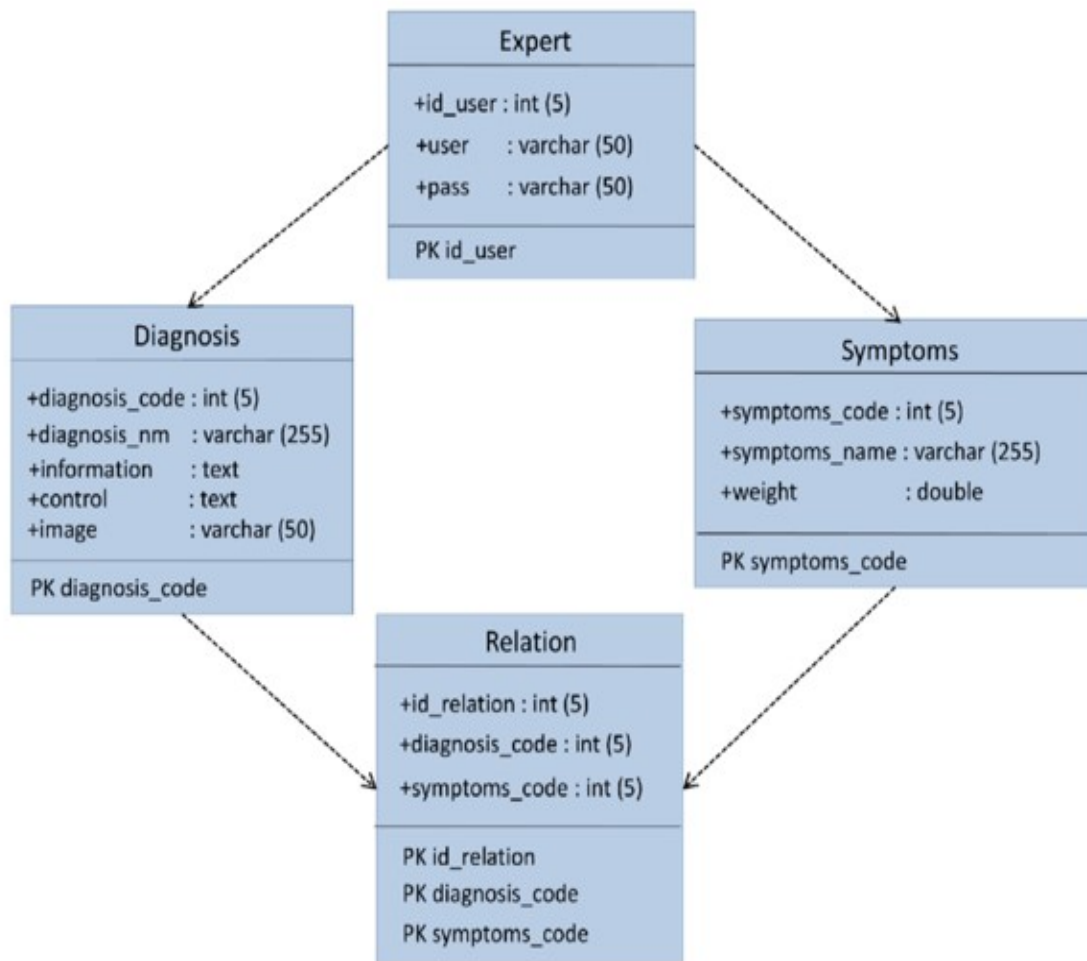 Expert
+id_user : int (5)
+user : varchar (50)
+pass : varchar (50)
PK id_user
Diagnosis
+diagnosis_code : int (5)
+diagnosis_nm : varchar (255)
+information : text
+control : text
+image : varchar (50)
PK diagnosis_code
Symptoms
+symptoms_code : int (5)
+symptoms_name : varchar (255)
+weight : double
PK symptoms_code
Relation
+id_relation : int (5)
+diagnosis_code : int (5)
+symptoms_code : int (5)
PK id_relation
PK diagnosis_code
PK symptoms_code